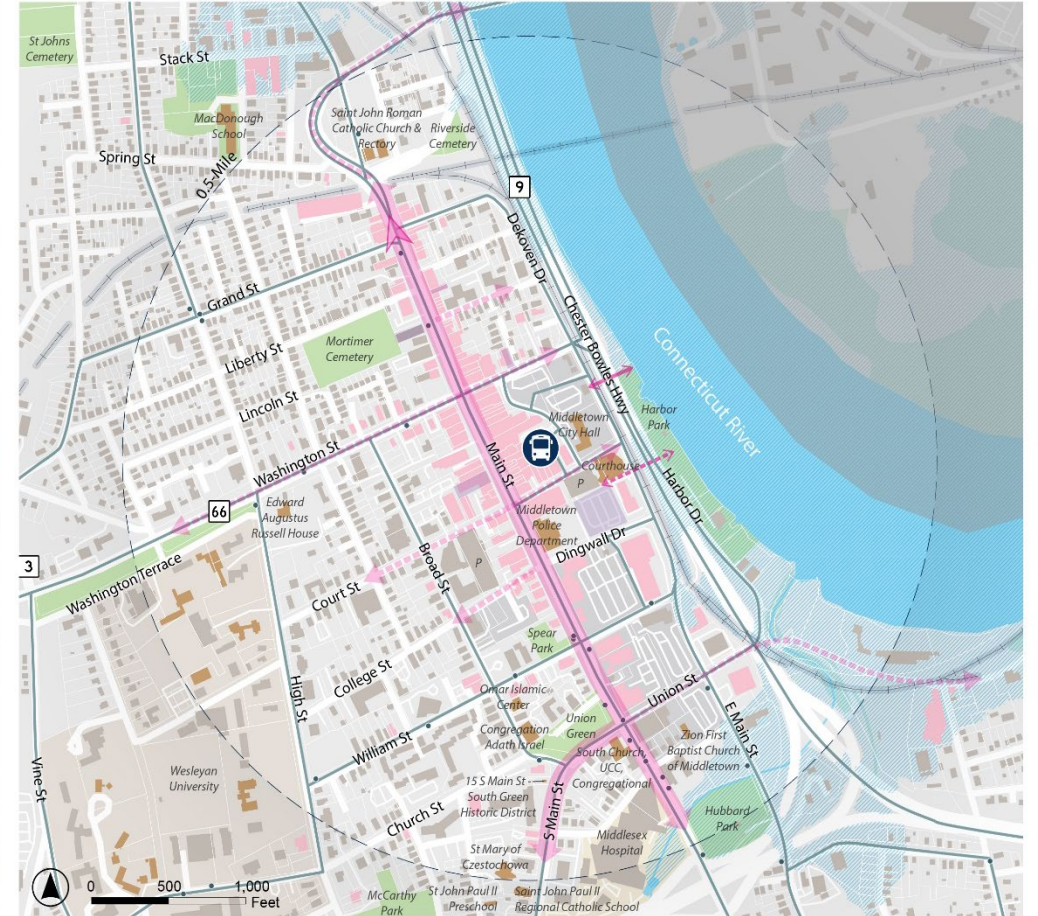 St Johns
Cemetery
Stack St
MacDonough
School
Saint John Roman
Catholic Church &
Rectory
Riverside
Cemetery
Spring St
0.5-Mile
9
Dekoven Dr
Grand St
Chester Bowles Hwy
Liberty St
Mortimer
Cemetery
Connecticut River
Lincoln St
Harbor
Park
Middletown
City Hall
Main St
Washington St
Courthouse
P
Harbor Dr
66
Edward
Augustus
Russell House
Middletown
Police
Department
Dingwall Dr
3
Washington Terrace
Broad St
P
Court St
Spear
Park
College St
High St
Union St
Omar Islamic
Center
Union
Green
E Main St
Congregation
Adath Israel
William St
South Church,
UCC,
Congregational
Zion First
Baptist Church
of Middletown
Vine St
Wesleyan
University
15 S Main St -
South Green
Historic District
S Main St
Church St
Hubbard
Park
Middlesex
Hospital
St Mary of
Czestochowa
0 500 1,000
Feet
McCarthy
Park
St John Paul II
Preschool
Saint John Paul II
Regional Catholic School